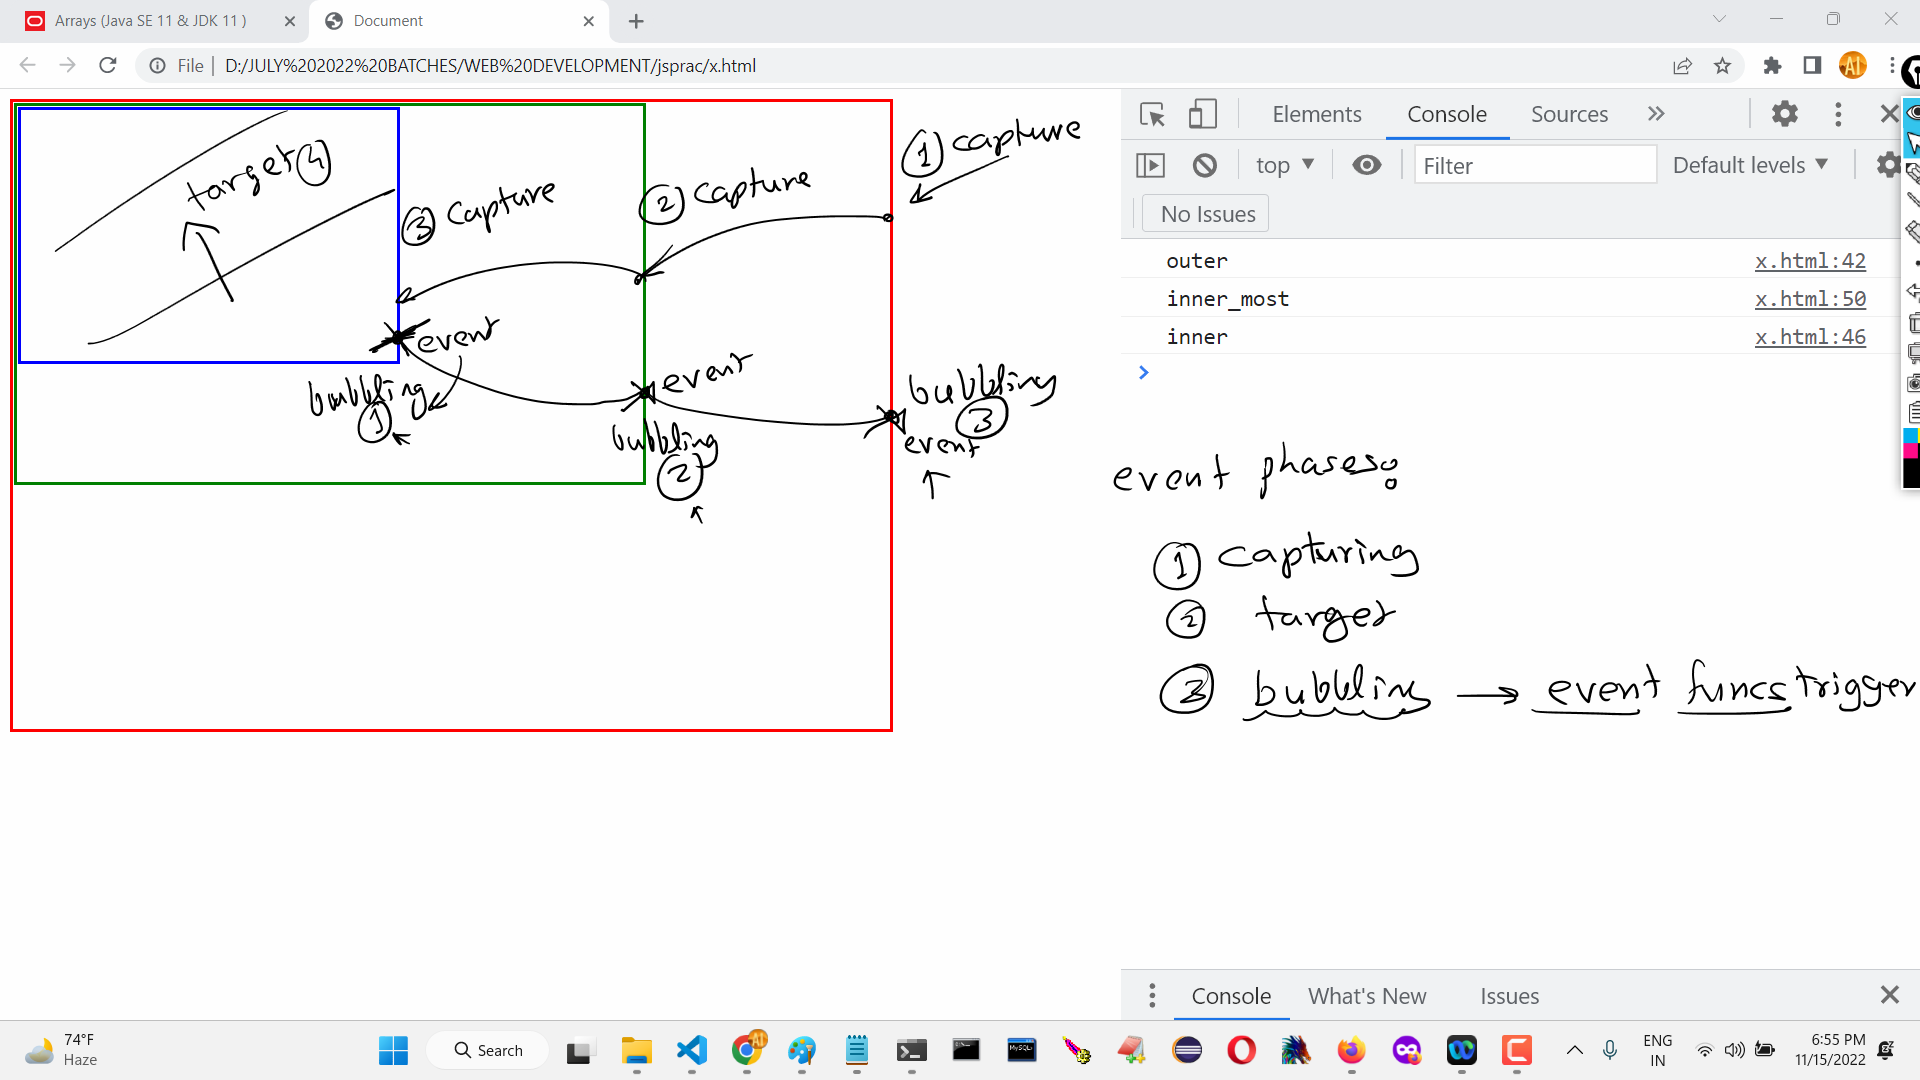 Arrays (Java SE 11 & JDK 11 )
Document
File | D:/JULY%202022%20BATCHES/WEB%20DEVELOPMENT/jsprac/x.html
Elements Console Sources
top Filter Default levels
No Issues
outer x.html:42
inner_most x.html:50
inner x.html:46
target 4
3 capture
2 capture
1 capture
event
bubbling
1
event
bubbling
2
bubbling
3
event
event phases:
1 capturing
2 target
3 bubbling → event funcs trigger
Console What's New Issues
74°F
Haze
Search
ENG
IN
6:55 PM
11/15/2022